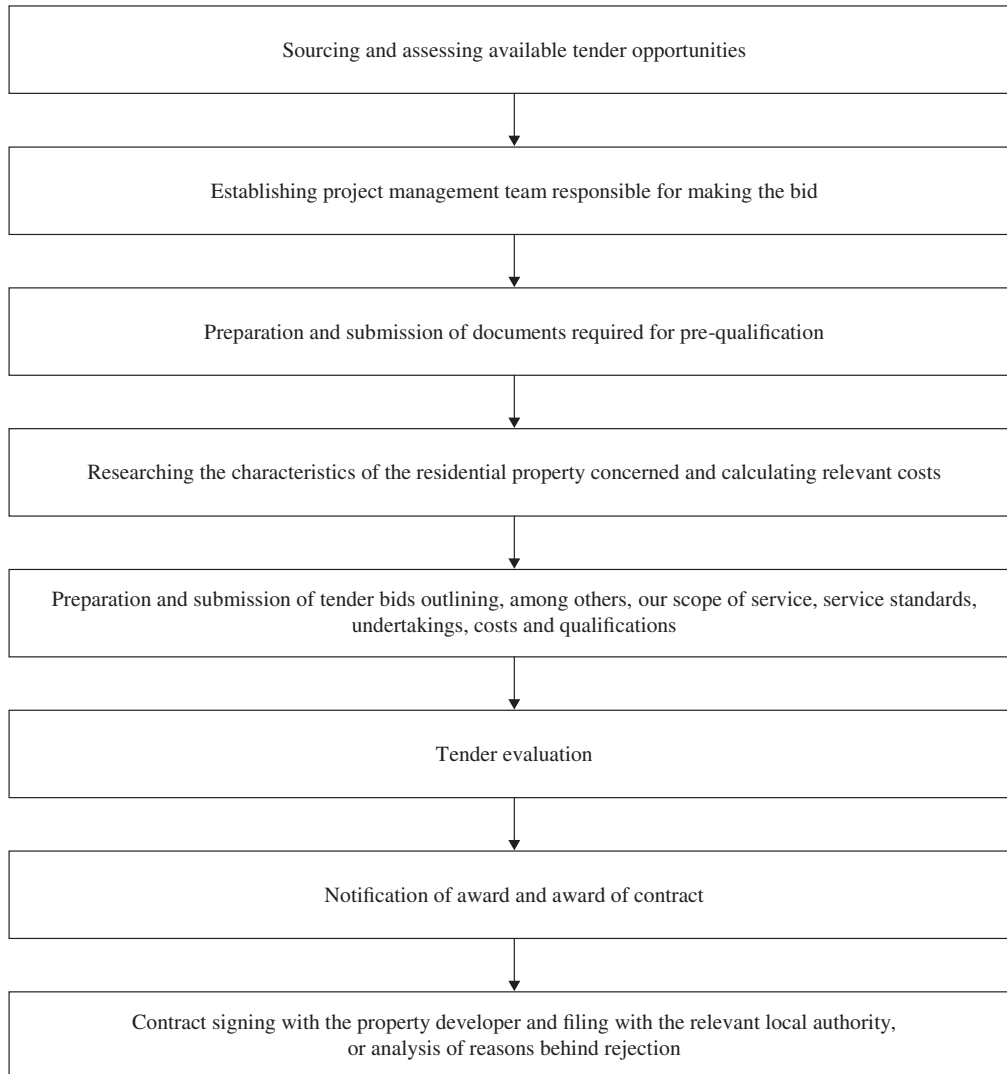 Sourcing and assessing available tender opportunities
Establishing project management team responsible for making the bid
Preparation and submission of documents required for pre-qualification
Researching the characteristics of the residential property concerned and calculating relevant costs
Preparation and submission of tender bids outlining, among others, our scope of service, service standards,
undertakings, costs and qualifications
Tender evaluation
Notification of award and award of contract
Contract signing with the property developer and filing with the relevant local authority,
or analysis of reasons behind rejection